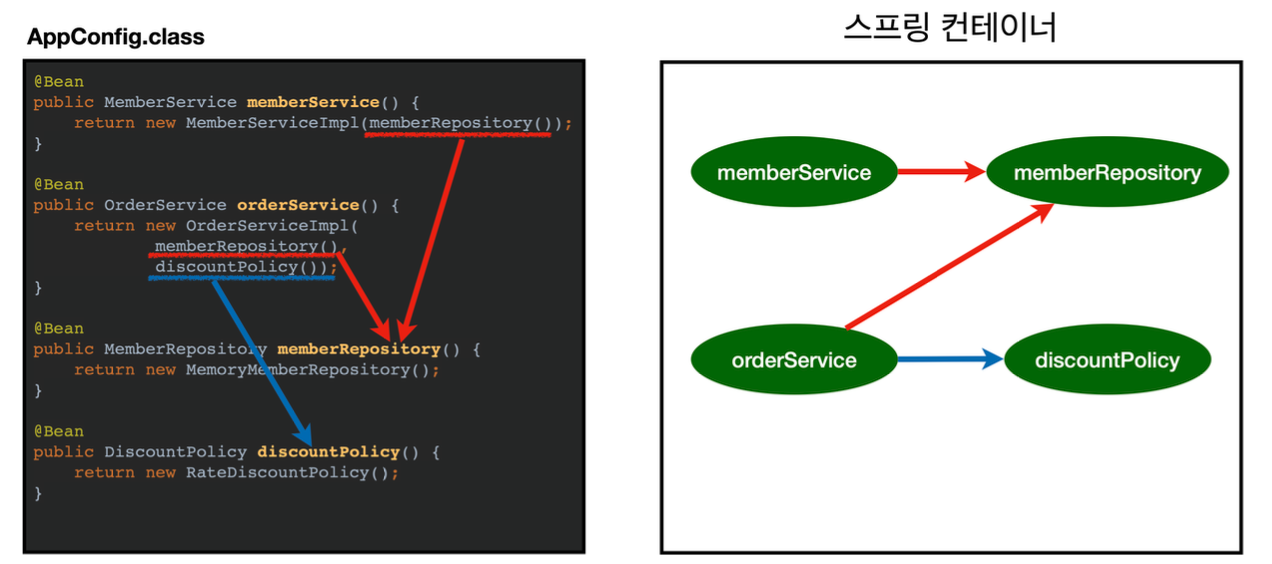 AppConfig.class
@Bean
public MemberService memberService() {
    return new MemberServiceImpl(memberRepository());
}
@Bean
public OrderService orderService() {
    return new OrderServiceImpl(
            memberRepository(),
            discountPolicy());
}
@Bean
public MemberRepository memberRepository() {
    return new MemoryMemberRepository();
}
@Bean
public DiscountPolicy discountPolicy() {
    return new RateDiscountPolicy();
}
스프링 컨테이너
memberService
memberRepository
orderService
discountPolicy